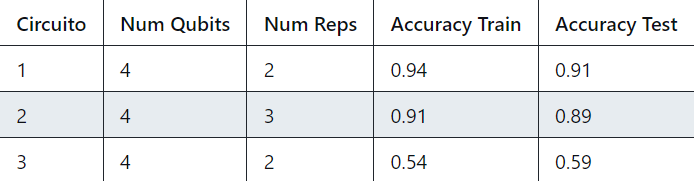 Circuito Num Qubits Num Reps Accuracy Train Accuracy Test
1 4 2 0.94 0.91
2 4 3 0.91 0.89
3 4 2 0.54 0.59